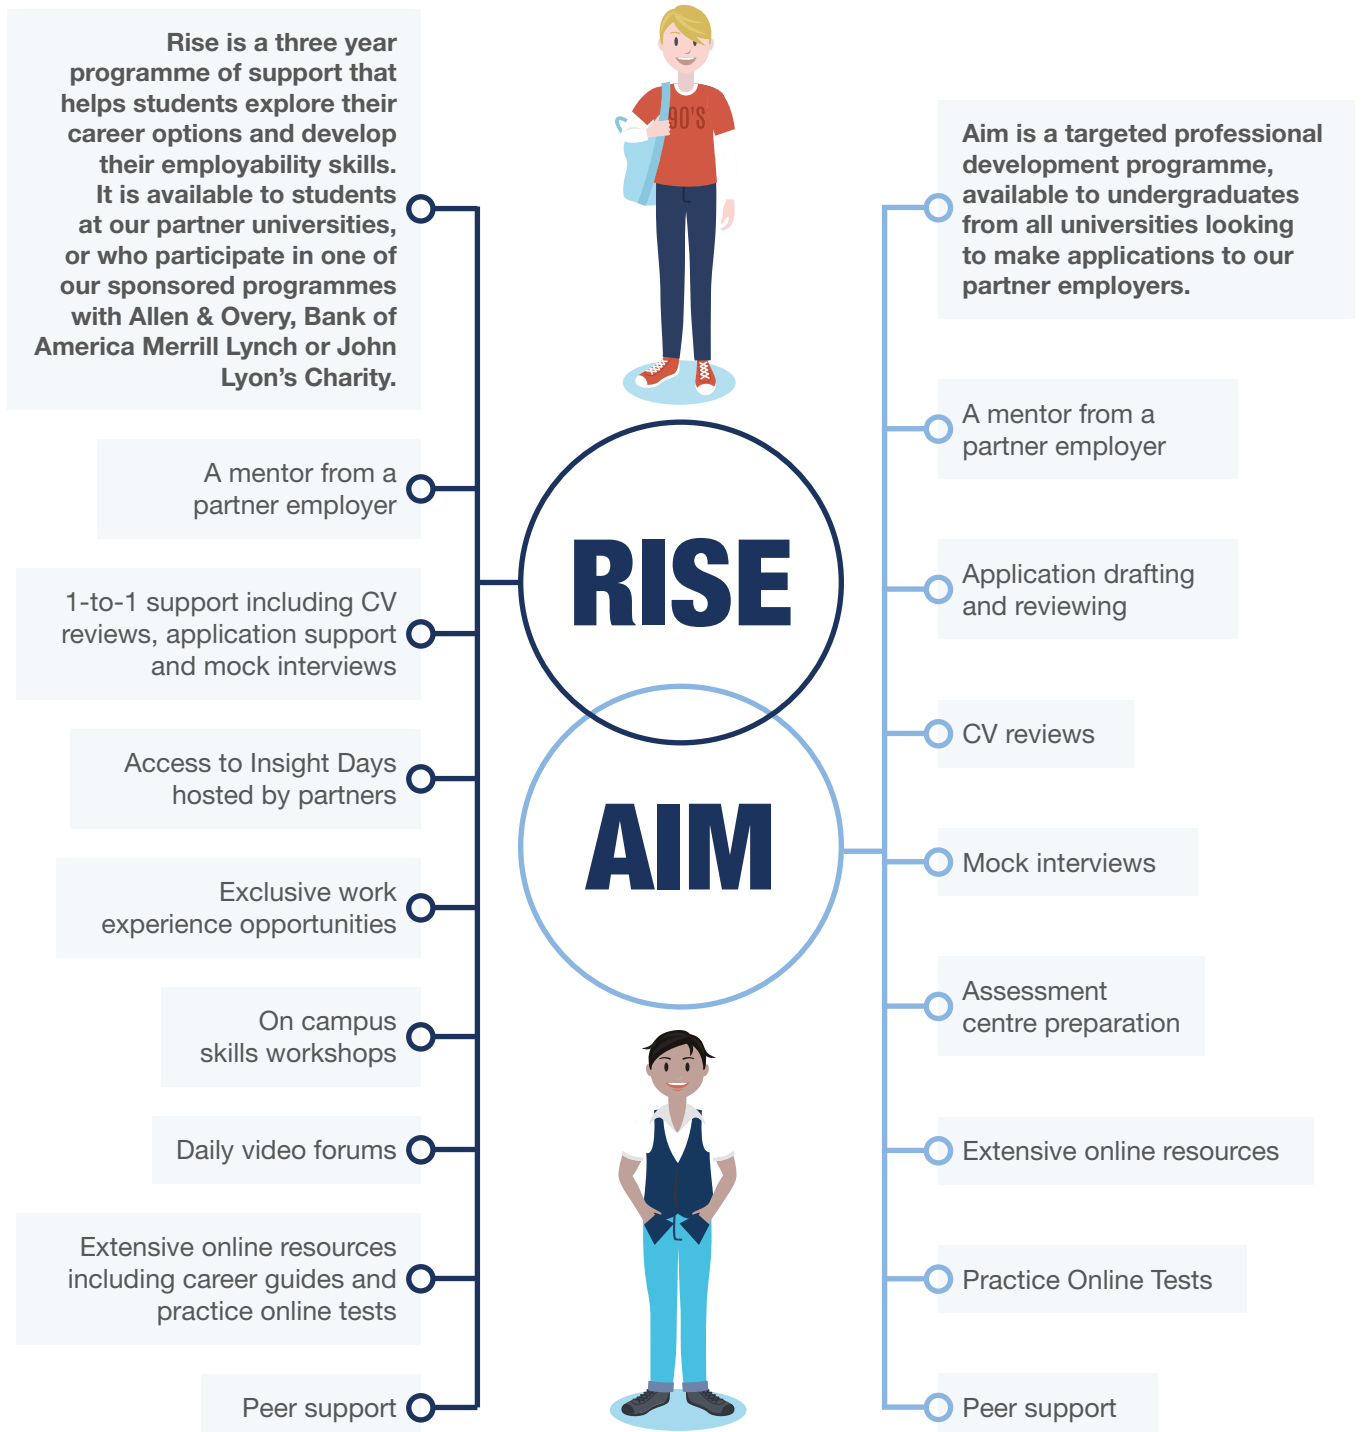 Rise is a three year
programme of support that
helps students explore their
career options and develop
their employability skills.
It is available to students
at our partner universities,
or who participate in one of
our sponsored programmes
with Allen & Overy, Bank of
America Merrill Lynch or John
Lyon’s Charity.
A mentor from a
partner employer
1-to-1 support including CV
reviews, application support
and mock interviews
Access to Insight Days
hosted by partners
Exclusive work
experience opportunities
On campus
skills workshops
Daily video forums
Extensive online resources
including career guides and
practice online tests
Peer support
90'S
RISE
AIM
Aim is a targeted professional
development programme,
available to undergraduates
from all universities looking
to make applications to our
partner employers.
A mentor from a
partner employer
Application drafting
and reviewing
CV reviews
Mock interviews
Assessment
centre preparation
Extensive online resources
Practice Online Tests
Peer support